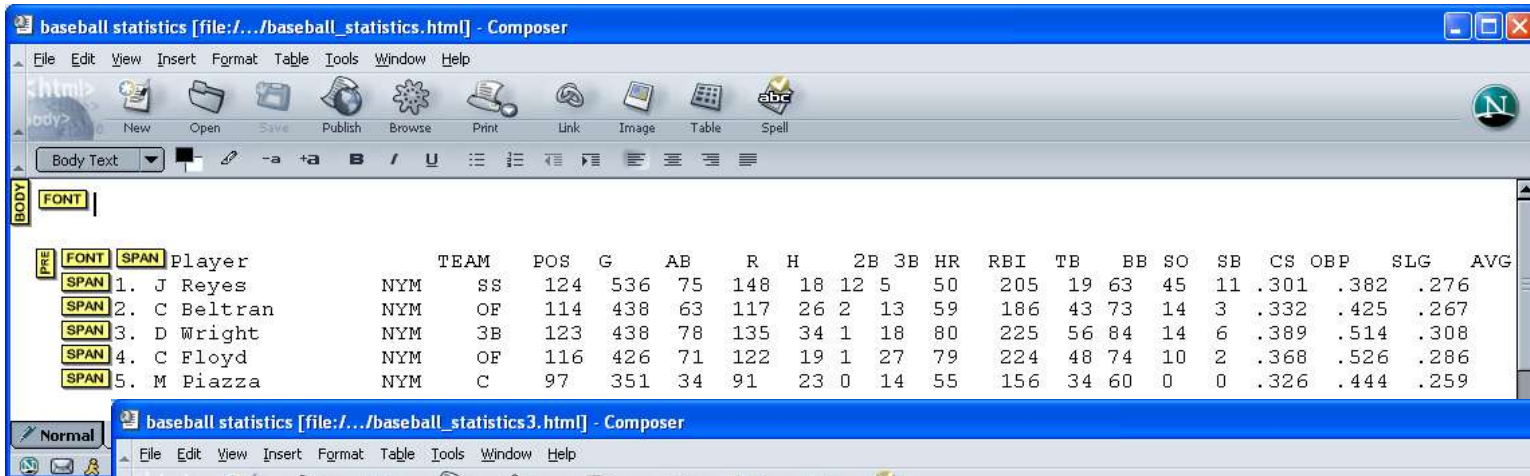 baseball statistics [file:/.../baseball_statistics.html] - Composer
File Edit View Insert Format Table Tools Window Help
<html>
body>
New Open Save Publish Browse Print Link Image Table Spell
abc
N
Body Text -a +a B I U
BODY FONT
PRE FONT SPAN Player TEAM POS G AB R H 2B 3B HR RBI TB BB SO SB CS OBP SLG AVG
SPAN 1. J Reyes NYM SS 124 536 75 148 18 12 5 50 205 19 63 45 11 .301 .382 .276
SPAN 2. C Beltran NYM OF 114 438 63 117 26 2 13 59 186 43 73 14 3 .332 .425 .267
SPAN 3. D Wright NYM 3B 123 438 78 135 34 1 18 80 225 56 84 14 6 .389 .514 .308
SPAN 4. C Floyd NYM OF 116 426 71 122 19 1 27 79 224 48 74 10 2 .368 .526 .286
SPAN 5. M Piazza NYM C 97 351 34 91 23 0 14 55 156 34 60 0 0 .326 .444 .259
Normal
baseball statistics [file:/.../baseball_statistics3.html] - Composer
File Edit View Insert Format Table Tools Window Help